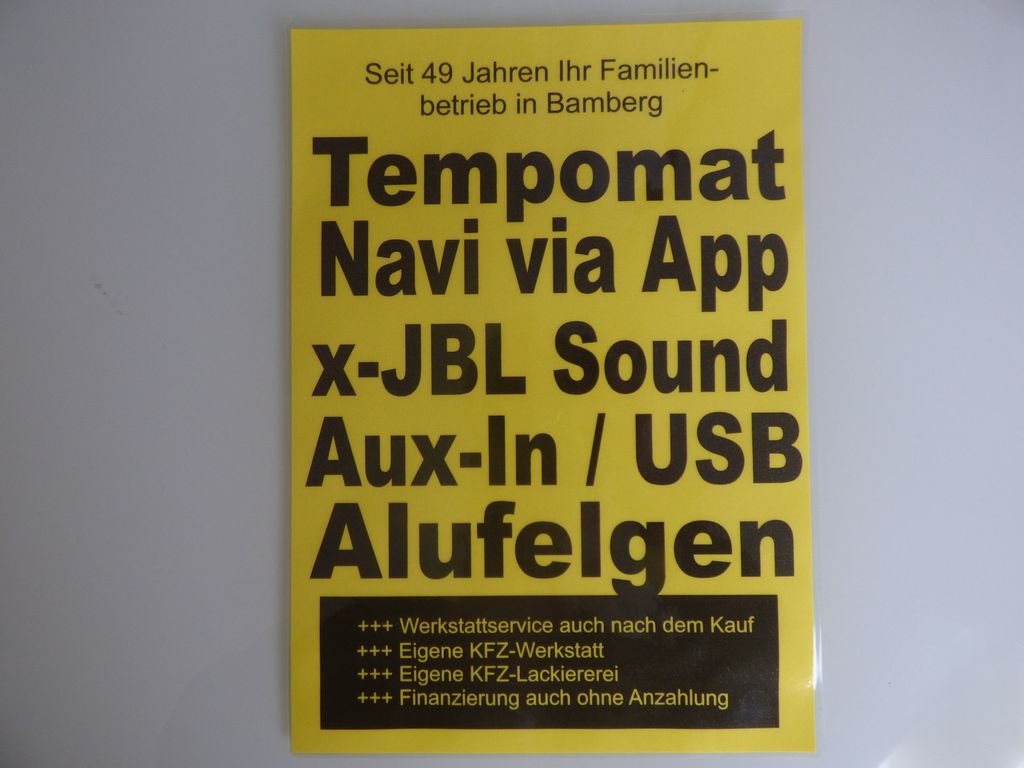 Seit 49 Jahren Ihr Familien-
betrieb in Bamberg
Tempomat
Navi via App
x-JBL Sound
Aux-In / USB
Alufelgen
+++ Werkstattservice auch nach dem Kauf
+++ Eigene KFZ-Werkstatt
+++ Eigene KFZ-Lackiererei
+++ Finanzierung auch ohne Anzahlung